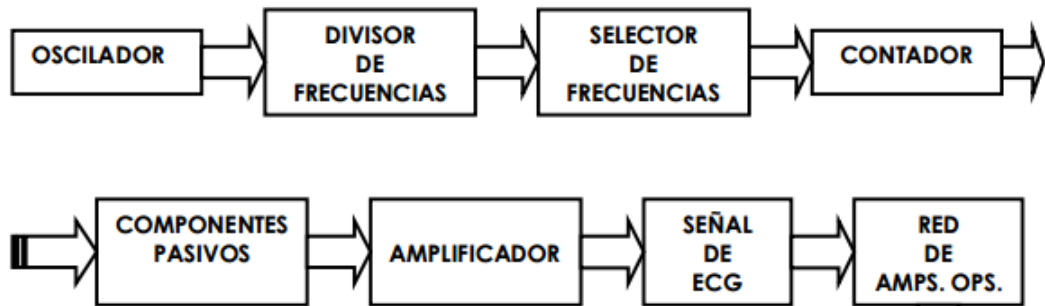 OSCILADOR
DIVISOR
DE
FRECUENCIAS
SELECTOR
DE
FRECUENCIAS
CONTADOR
COMPONENTES
PASIVOS
AMPLIFICADOR
SEÑAL
DE
ECG
RED
DE
AMPS. OPS.